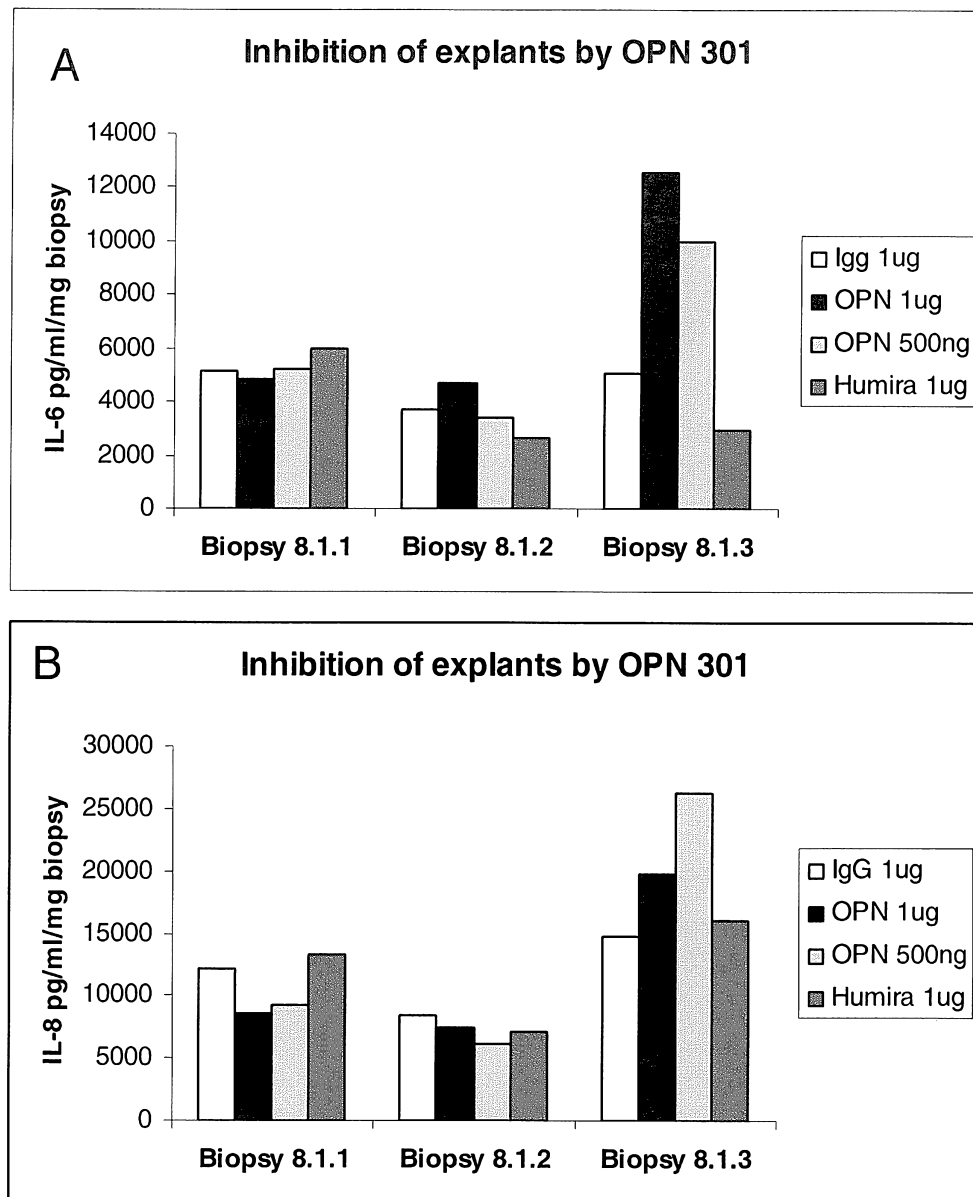 A
Inhibition of explants by OPN 301
14000
12000
10000
8000
6000
4000
2000
0
IL-6 pg/ml/mg biopsy
Biopsy 8.1.1
Biopsy 8.1.2
Biopsy 8.1.3
Igg 1ug
OPN 1ug
OPN 500ng
Humira 1ug
B
Inhibition of explants by OPN 301
30000
25000
20000
15000
10000
5000
0
IL-8 pg/ml/mg biopsy
Biopsy 8.1.1
Biopsy 8.1.2
Biopsy 8.1.3
IgG 1ug
OPN 1ug
OPN 500ng
Humira 1ug